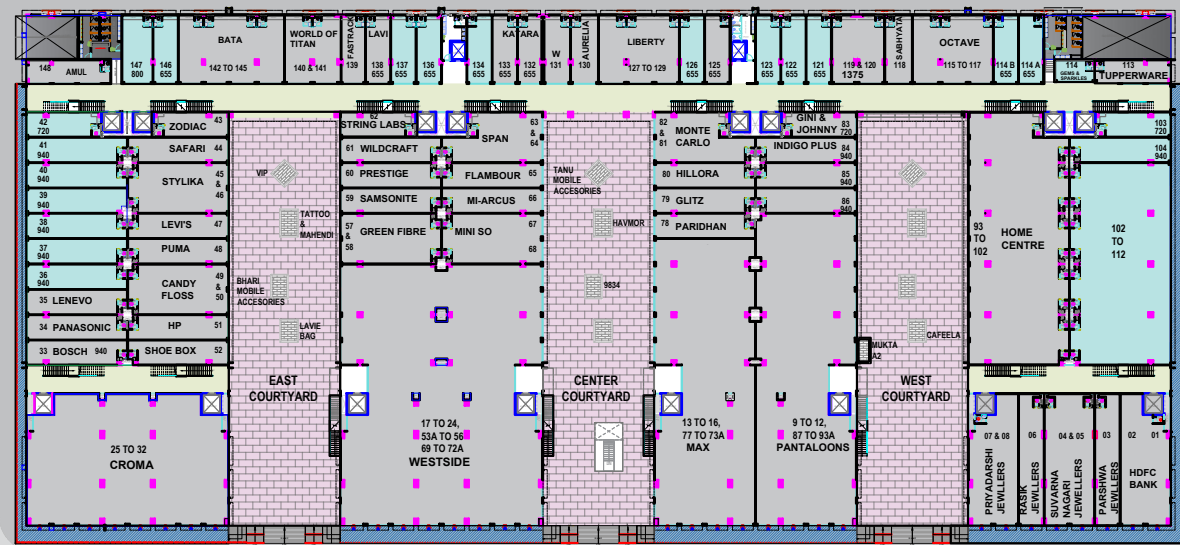 148
AMUL
147
800
146
655
BATA
142 TO 145
WORLD OF
TITAN
140 & 141
FASTRACK
139
LAVI
138
655
137
655
136
655
134
655
KATARA
133
655
132
655
W
131
AURELIA
130
LIBERTY
127 TO 129
126
655
125
655
123
655
122
655
121
655
119 & 120
1375
SABHYATA
118
OCTAVE
115 TO 117
114 B
655
114 A
655
114
GEMS &
SPARKLES
113
TUPPERWARE
42
720
41
940
40
940
39
940
38
940
37
940
36
940
35 LENEVO
34 PANASONIC
33 BOSCH 940
ZODIAC 43
SAFARI 44
STYLIKA
45
&
46
LEVI'S 47
PUMA 48
CANDY
FLOSS
49
&
50
HP 51
SHOE BOX 52
25 TO 32
CROMA
VIP
TATTOO
&
MAHENDI
BHARI
MOBILE
ACCESORIES
LAVIE
BAG
EAST
COURTYARD
62
STRING LABS
61 WILDCRAFT
60 PRESTIGE
59 SAMSONITE
57
&
58
GREEN FIBRE
SPAN
63
&
64
FLAMBOUR 65
MI-ARCUS 66
MINI SO 67
68
17 TO 24,
53A TO 56
69 TO 72A
WESTSIDE
TANU
MOBILE
ACCESORIES
HAVMOR
9834
CENTER
COURTYARD
82
&
81
MONTE
CARLO
80 HILLORA
79 GLITZ
78 PARIDHAN
GINI &
JOHNNY
83
720
INDIGO PLUS
84
940
85
940
86
940
13 TO 16,
77 TO 73A
MAX
9 TO 12,
87 TO 93A
PANTALOONS
MUKTA
A2
CAFEELA
WEST
COURTYARD
93
TO
102
HOME
CENTRE
103
720
104
940
102
TO
112
07 & 08
PRIYADARSHI
JEWLLERS
06
RASIK
JEWLLERS
04 & 05
SUVARNA
NAGARI
JEWELLERS
03
PARSHWA
JEWLLERS
02 01
HDFC
BANK